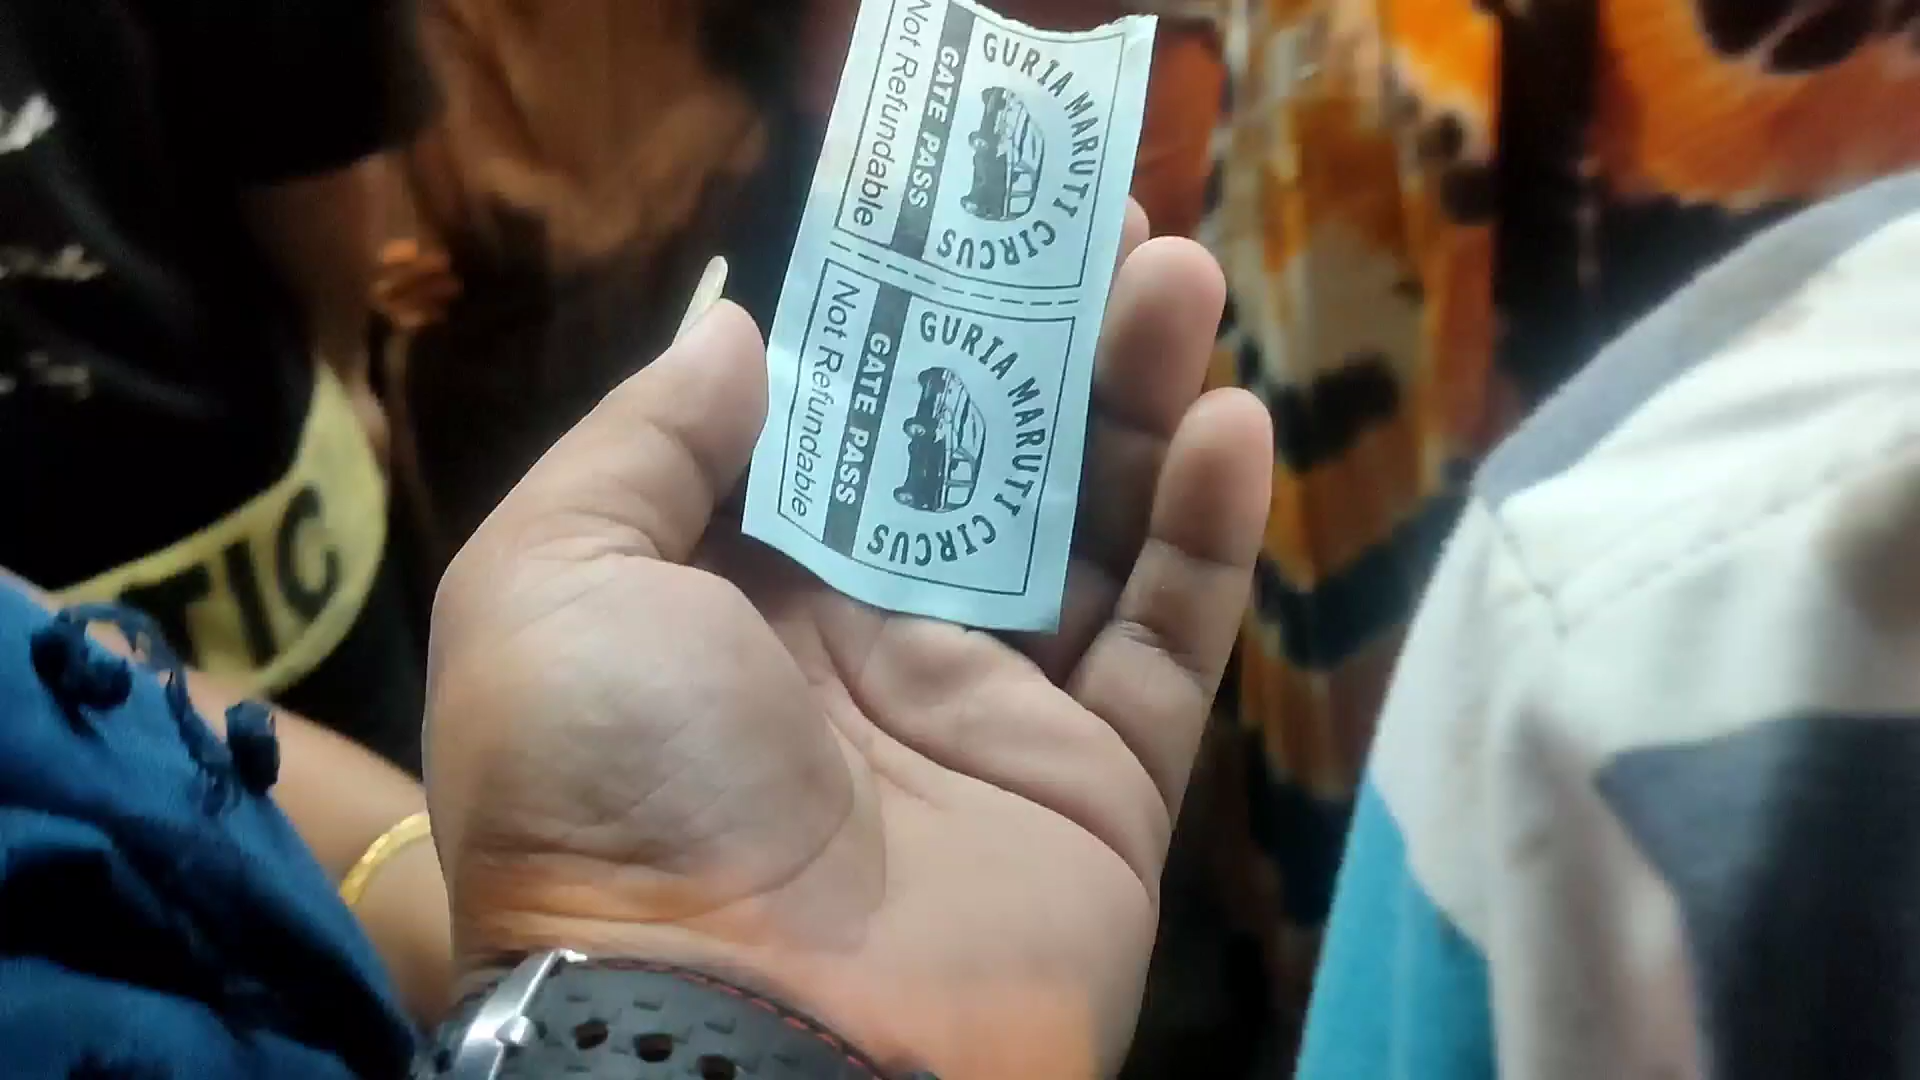 GURIA MARUTI CIRCUS
GATE PASS
Not Refundable
GURIA MARUTI CIRCUS
GATE PASS
Not Refundable
TIC